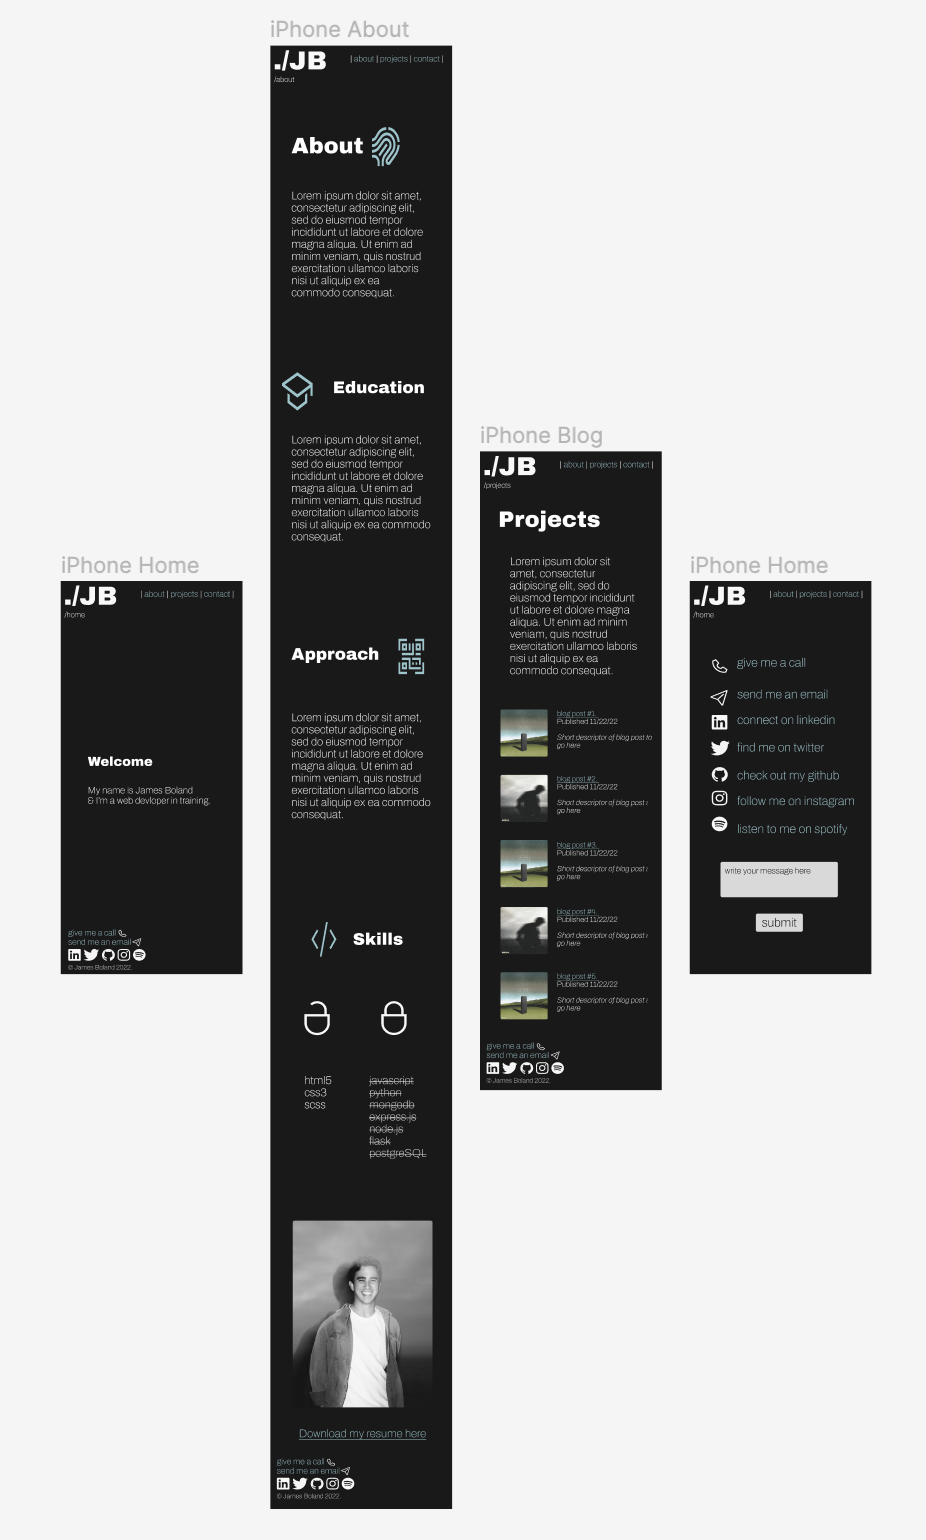 iPhone About
./JB
| about | projects | contact |
/about
About
Lorem ipsum dolor sit amet,
consectetur adipiscing elit,
sed do eiusmod tempor
incididunt ut labore et dolore
magna aliqua. Ut enim ad
minim veniam, quis nostrud
exercitation ullamco laboris
nisi ut aliquip ex ea
commodo consequat.
Education
Lorem ipsum dolor sit amet,
consectetur adipiscing elit,
sed do eiusmod tempor
incididunt ut labore et dolore
magna aliqua. Ut enim ad
minim veniam, quis nostrud
exercitation ullamco laboris
nisi ut aliquip ex ea commodo
consequat.
Approach
Lorem ipsum dolor sit amet,
consectetur adipiscing elit,
sed do eiusmod tempor
incididunt ut labore et dolore
magna aliqua. Ut enim ad
minim veniam, quis nostrud
exercitation ullamco laboris
nisi ut aliquip ex ea commodo
consequat.
Skills
html5
css3
scss
javascript
python
mongodb
express.js
node.js
flask
postgreSQL
Download my resume here
give me a call
send me an email
© James Boland 2022.
iPhone Home
./JB
| about | projects | contact |
/home
Welcome
My name is James Boland
& I'm a web devloper in training.
give me a call
send me an email
© James Boland 2022.
iPhone Blog
./JB
| about | projects | contact |
/projects
Projects
Lorem ipsum dolor sit
amet, consectetur
adipiscing elit, sed do
eiusmod tempor incididunt
ut labore et dolore magna
aliqua. Ut enim ad minim
veniam, quis nostrud
exercitation ullamco laboris
nisi ut aliquip ex ea
commodo consequat.
blog post #1.
Published 11/22/22
Short descriptor of blog post to
go here
blog post #2.
Published 11/22/22
Short descriptor of blog post
go here
blog post #3.
Published 11/22/22
Short descriptor of blog post
go here
blog post #4.
Published 11/22/22
Short descriptor of blog post
go here
blog post #5.
Published 11/22/22
Short descriptor of blog post
go here
give me a call
send me an email
© James Boland 2022.
iPhone Home
./JB
| about | projects | contact |
/home
give me a call
send me an email
connect on linkedin
find me on twitter
check out my github
follow me on instagram
listen to me on spotify
write your message here
submit